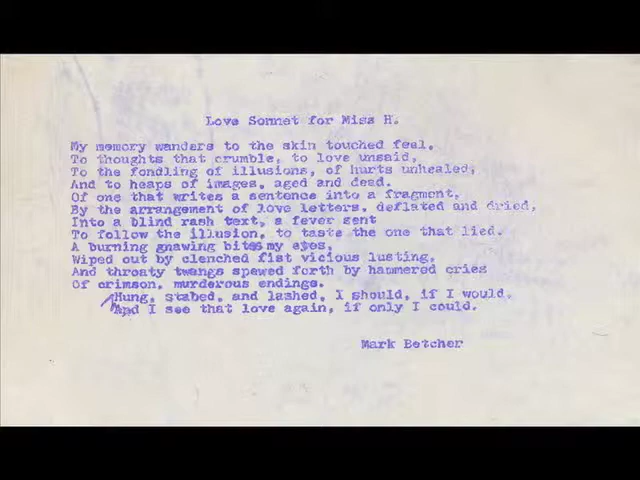 Love Sonnet for Miss H.
My memory wanders to the skin touched feel,
To thoughts that crumble, to love unsaid,
To the fondling of illusions, of hurts unhealed,
And to heaps of images, aged and dead.
Of one that writes a sentence into a fragment,
By the arrangement of love letters, deflated and dried,
Into a blind rash text, a fever sent
To follow the illusion, to taste the one that lied.
A burning gnawing bites my eyes,
Wiped out by clenched fist vicious lusting,
And throaty twangs spewed forth by hammered cries
Of crimson, murderous endings.
Hung, stabed, and lashed, I should, if I would,
And I see that love again, if only I could.
Mark Betcher